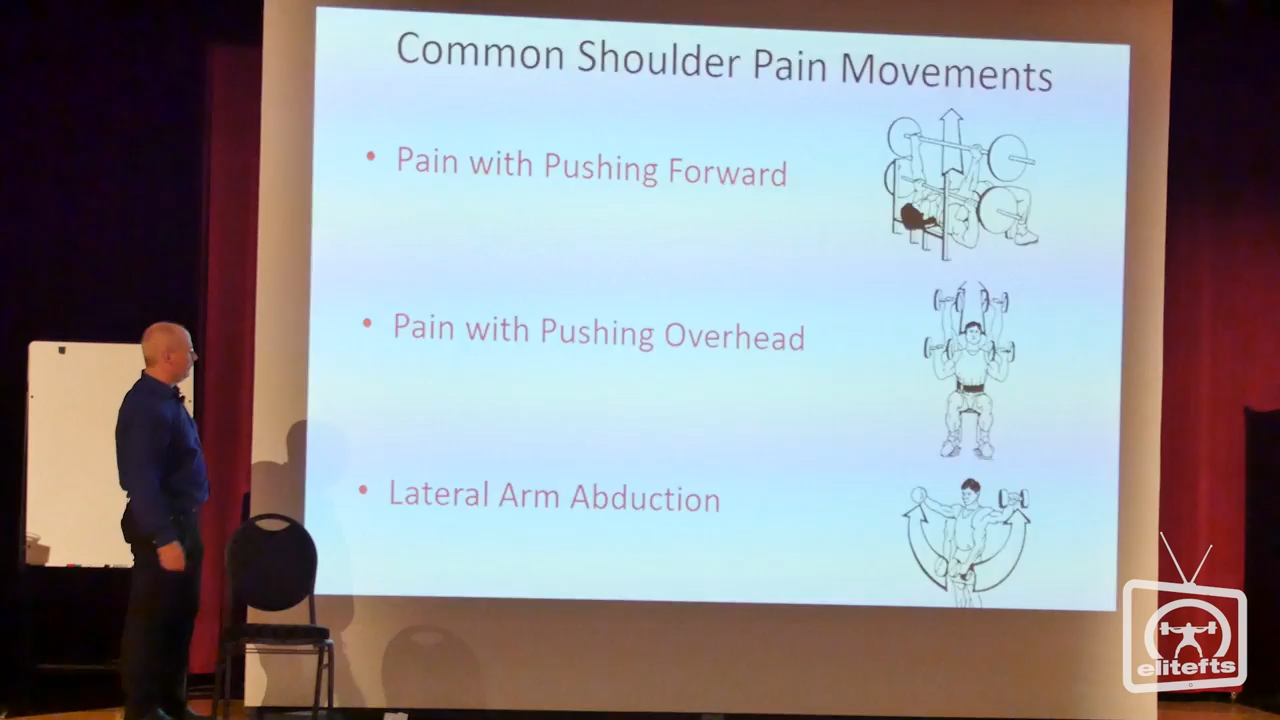 Common Shoulder Pain Movements
• Pain with Pushing Forward
• Pain with Pushing Overhead
• Lateral Arm Abduction
elitefts